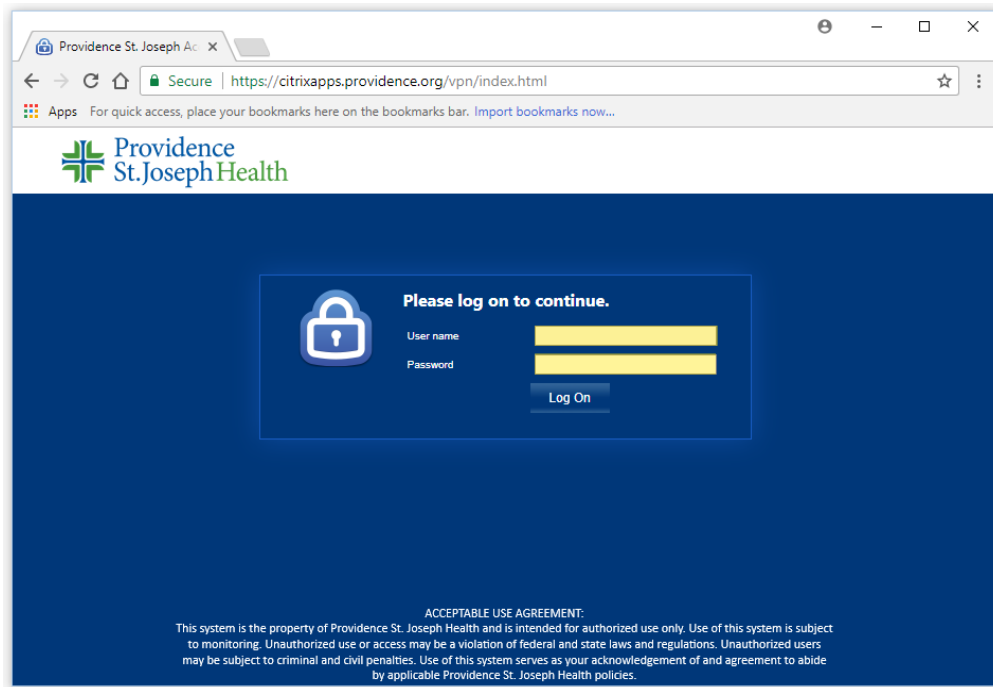 Providence St. Joseph Ac
Secure | https://citrixapps.providence.org/vpn/index.html
Apps For quick access, place your bookmarks here on the bookmarks bar. Import bookmarks now...
Providence
St.Joseph Health
Please log on to continue.
User name
Password
Log On
ACCEPTABLE USE AGREEMENT:
This system is the property of Providence St. Joseph Health and is intended for authorized use only. Use of this system is subject
to monitoring. Unauthorized use or access may be a violation of federal and state laws and regulations. Unauthorized users
may be subject to criminal and civil penalties. Use of this system serves as your acknowledgement of and agreement to abide
by applicable Providence St. Joseph Health policies.